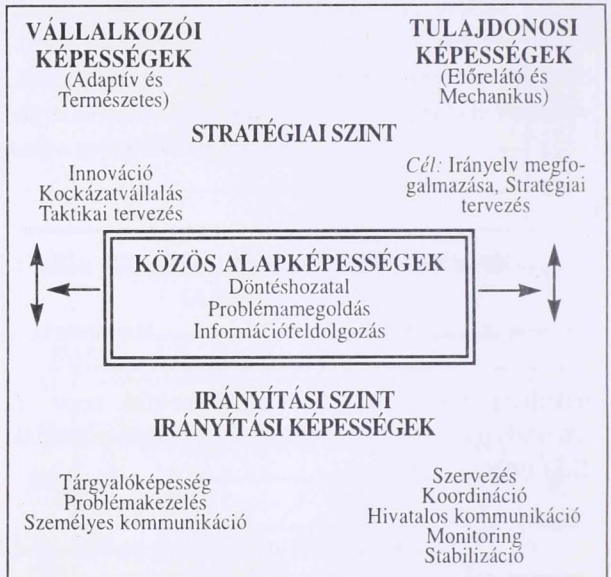 VÁLLALKOZÓI
KÉPESSÉGEK
(Adaptív és
Természetes)
TULAJDONOSI
KÉPESSÉGEK
(Előrelátó és
Mechanikus)
STRATÉGIAI SZINT
Innováció
Kockázatvállalás
Taktikai tervezés
Cél: Irányelv megfo-
galmazása, Stratégiai
tervezés
KÖZÖS ALAPKÉPESSÉGEK
Döntéshozatal
Problémamegoldás
Információfeldolgozás
IRÁNYÍTÁSI SZINT
IRÁNYÍTÁSI KÉPESSÉGEK
Tárgyalóképesség
Problémakezelés
Személyes kommunikáció
Szervezés
Koordináció
Hivatalos kommunikáció
Monitoring
Stabilizáció